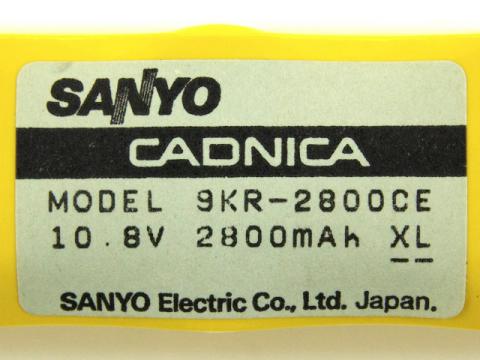 SANYO
CADNICA
MODEL 9KR-2800CE
10.8V 2800mAh XL
SANYO Electric Co., Ltd. Japan.